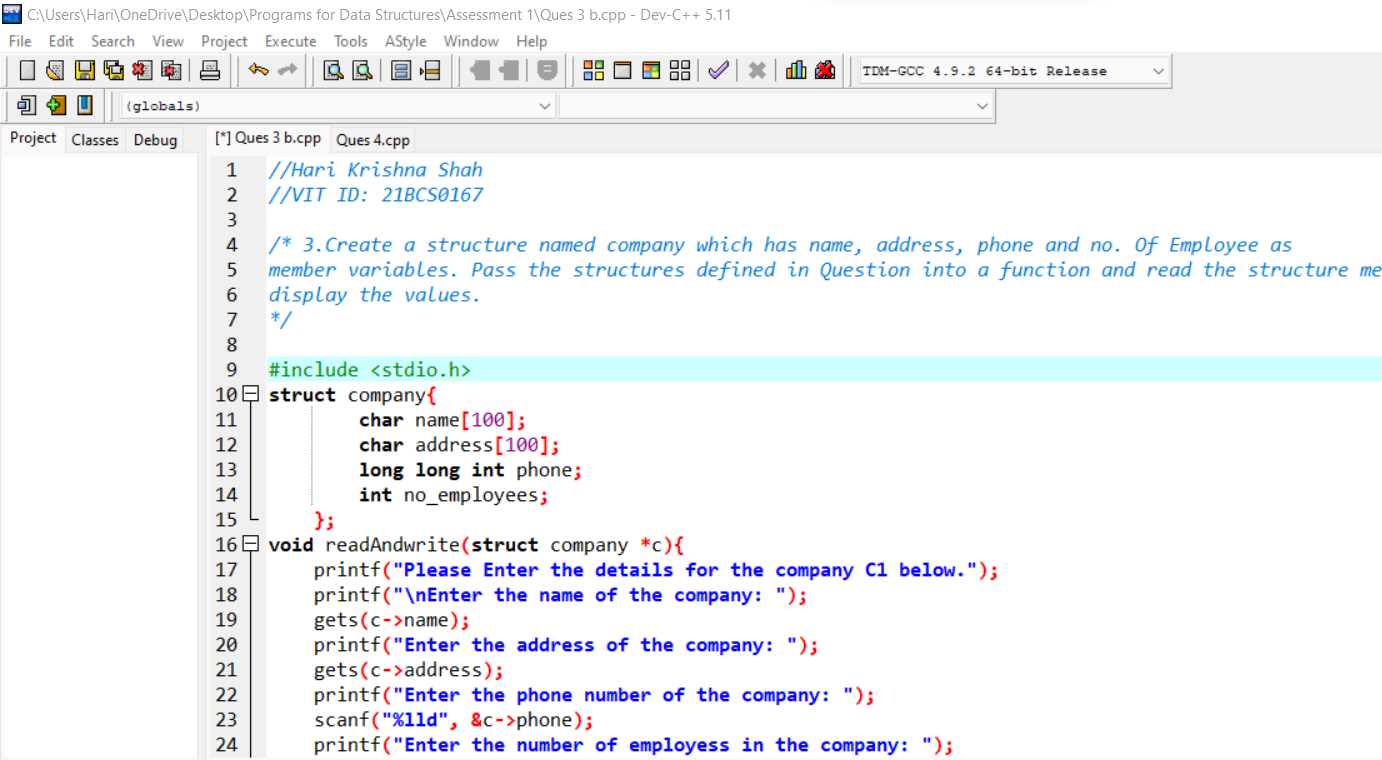 C:\Users\Hari\OneDrive\Desktop\Programs for Data Structures\Assessment 1\Ques 3 b.cpp - Dev-C++ 5.11
File Edit Search View Project Execute Tools AStyle Window Help
TDM-GCC 4.9.2 64-bit Release
(globals)
Project Classes Debug [*] Ques 3 b.cpp Ques 4.cpp
1 //Hari Krishna Shah
2 //VIT ID: 21BCS0167
3
4 /* 3.Create a structure named company which has name, address, phone and no. Of Employee as
5 member variables. Pass the structures defined in Question into a function and read the structure me
6 display the values.
7 */
8
9 #include <stdio.h>
10 struct company{
11 char name[100];
12 char address[100];
13 long long int phone;
14 int no_employees;
15 };
16 void readAndwrite(struct company *c){
17 printf("Please Enter the details for the company C1 below.");
18 printf("\nEnter the name of the company: ");
19 gets(c->name);
20 printf("Enter the address of the company: ");
21 gets(c->address);
22 printf("Enter the phone number of the company: ");
23 scanf("%lld", &c->phone);
24 printf("Enter the number of employess in the company: ");